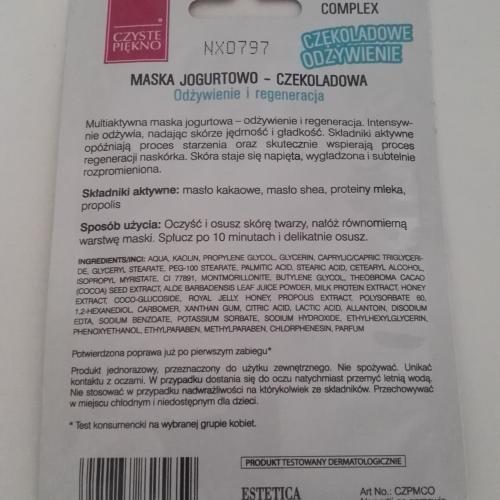 COMPLEX
CZYSTE
PIĘKNO
CZEKOLADOWE
ODŻYWIENIE
NX0797
MASKA JOGURTOWO - CZEKOLADOWA
Odżywienie i regeneracja
Multiaktywna maska jogurtowa – odżywienie i regeneracja. Intensyw-
nie odżywia, nadając skórze jędrność i gładkość. Składniki aktywne
opóźniają proces starzenia oraz skutecznie wspierają proces
regeneracji naskórka. Skóra staje się napięta, wygładzona i subtelnie
rozpromieniona.
Składniki aktywne: masło kakaowe, masło shea, proteiny mleka,
propolis
Sposób użycia: Oczyść i osusz skórę twarzy, nałóż równomierną
warstwę maski. Spłucz po 10 minutach i delikatnie osusz.
INGREDIENTS/INCI: AQUA, KAOLIN, PROPYLENE GLYCOL, GLYCERIN, CAPRYLIC/CAPRIC TRIGLYCERI-
DE, GLYCERYL STEARATE, PEG-100 STEARATE, PALMITIC ACID, STEARIC ACID, CETEARYL ALCOHOL,
ISOPROPYL MYRISTATE, CI 77891, MONTMORILLONITE, BUTYLENE GLYCOL, THEOBROMA CACAO
(COCOA) SEED EXTRACT, ALOE BARBADENSIS LEAF JUICE POWDER, MILK PROTEIN EXTRACT, HONEY
EXTRACT, COCO-GLUCOSIDE, ROYAL JELLY, HONEY, PROPOLIS EXTRACT, POLYSORBATE 60,
1,2-HEXANEDIOL, CARBOMER, XANTHAN GUM, CITRIC ACID, LACTIC ACID, ALLANTOIN, DISODIUM
EDTA, SODIUM BENZOATE, POTASSIUM SORBATE, SODIUM HYDROXIDE, ETHYLHEXYLGLYCERIN,
PHENOXYETHANOL, ETHYLPARABEN, METHYLPARABEN, CHLORPHENESIN, PARFUM
Potwierdzona poprawa już po pierwszym zabiegu*
Produkt jednorazowy, przeznaczony do użytku zewnętrznego. Nie spożywać. Unikać
kontaktu z oczami. W przypadku dostania się do oczu natychmiast przemyć letnią wodą.
Nie stosować w przypadku nadwrażliwości na którykolwiek ze składników. Przechowywać
w miejscu chłodnym i niedostępnym dla dzieci.
* Test konsumencki na wybranej grupie kobiet.
PRODUKT TESTOWANY DERMATOLOGICZNIE
ESTETICA
Art No.: CZPMCO